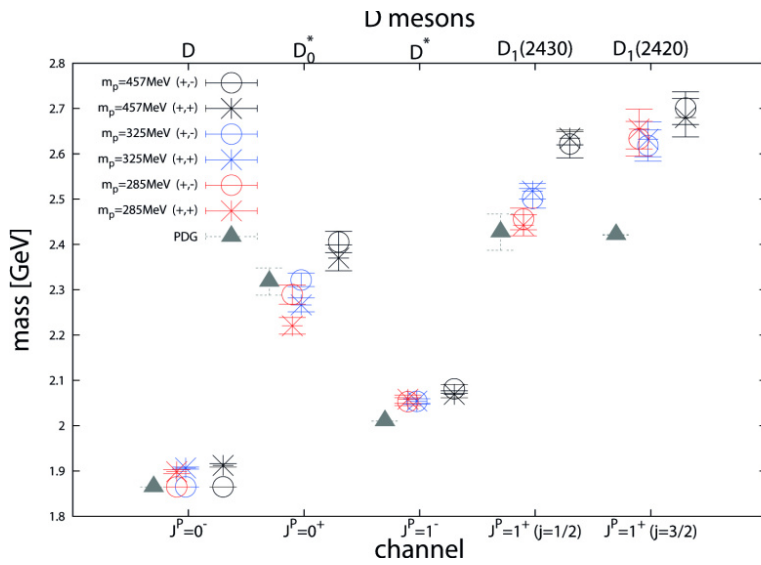 D mesons
D D₀* D* D₁(2430) D₁(2420)
2.8
2.7
2.6
2.5
2.4
2.3
2.2
2.1
2
1.9
1.8
mass [GeV]
mₚ=457MeV (+,-)
mₚ=457MeV (+,+)
mₚ=325MeV (+,-)
mₚ=325MeV (+,+)
mₚ=285MeV (+,-)
mₚ=285MeV (+,+)
PDG
Jᴾ=0⁻ Jᴾ=0⁺ Jᴾ=1⁻ Jᴾ=1⁺ (j=1/2) Jᴾ=1⁺ (j=3/2)
channel